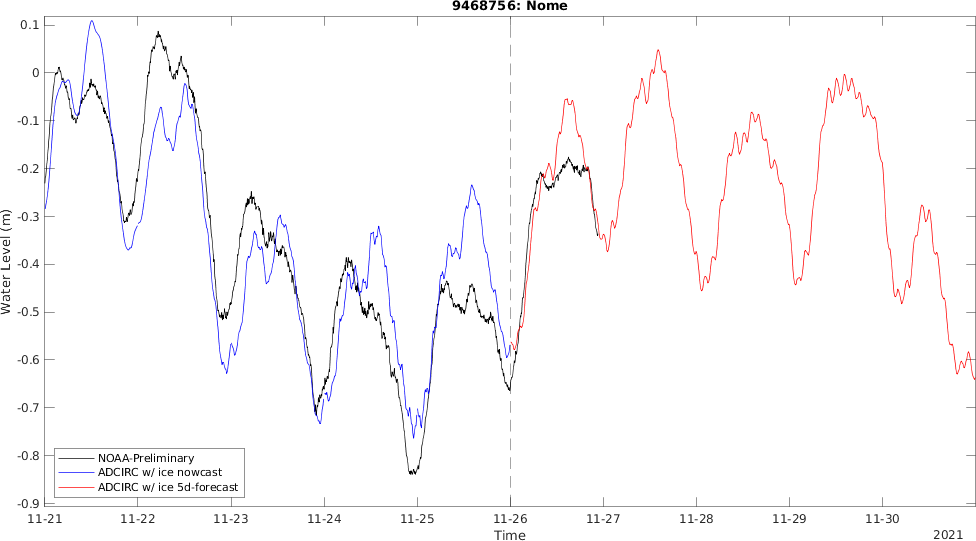 9468756: Nome
0.1
0
-0.1
-0.2
-0.3
-0.4
-0.5
-0.6
-0.7
-0.8
-0.9
Water Level (m)
NOAA-Preliminary
ADCIRC w/ ice nowcast
ADCIRC w/ ice 5d-forecast
11-21 11-22 11-23 11-24 11-25 11-26 11-27 11-28 11-29 11-30
Time
2021